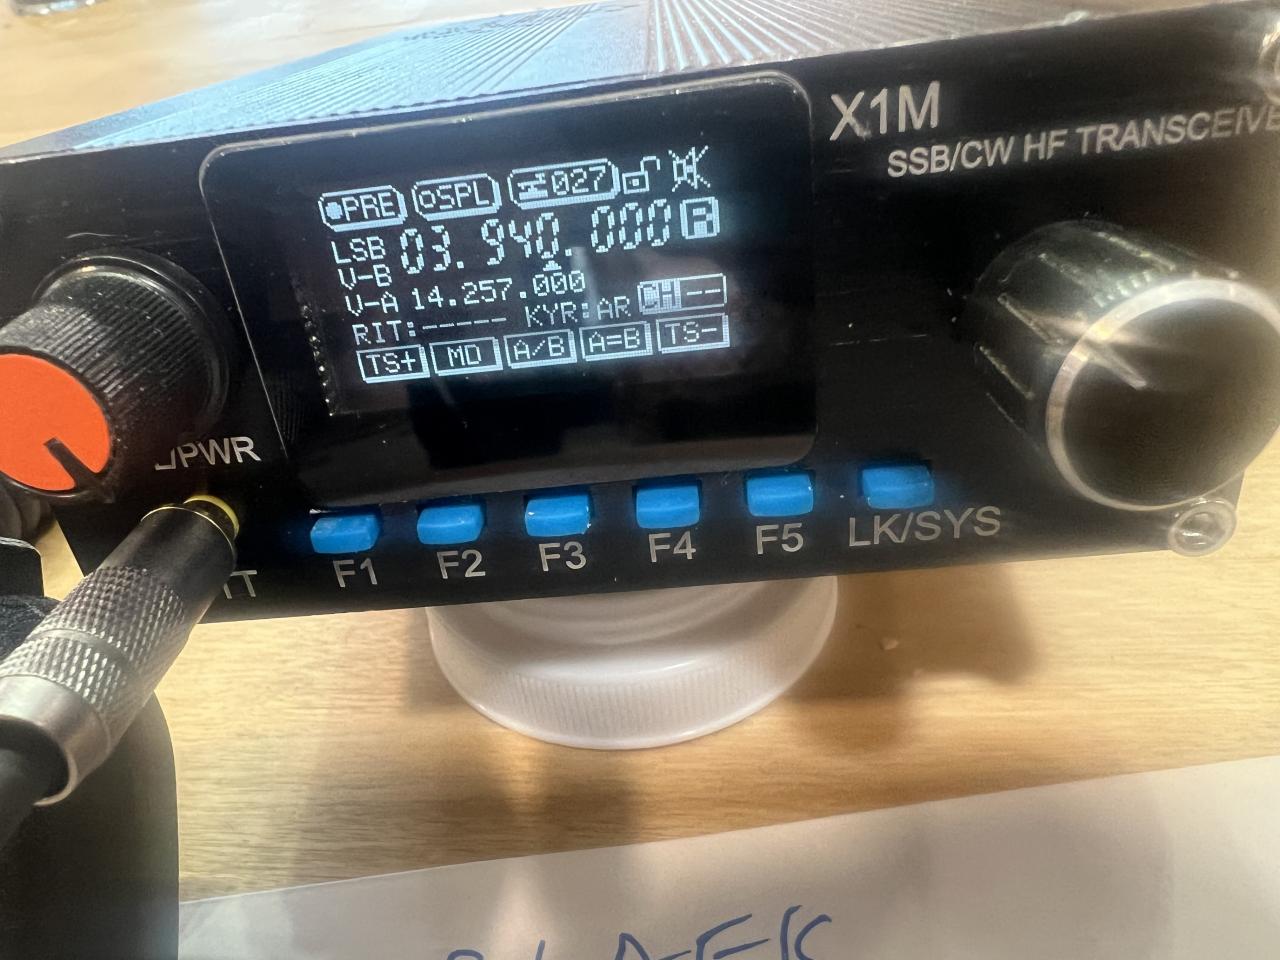 X1M
SSB/CW HF TRANSCEIVE
PRE SPL 027
LSB 03.940.000 R
V-B
V-A 14.257.000
RIT:----- KYR:AR CH --
TS+ MD A/B A=B TS-
PWR
F1 F2 F3 F4 F5 LK/SYS